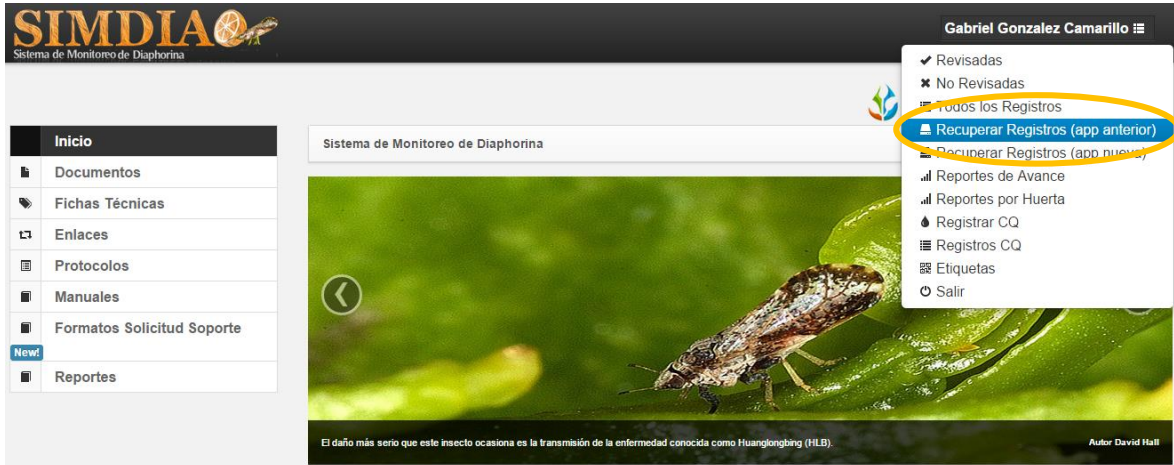 SIMDIA
Sistema de Monitoreo de Diaphorina
Gabriel Gonzalez Camarillo
Revisadas
No Revisadas
Todos los Registros
Recuperar Registros (app anterior)
Recuperar Registros (app nueva)
Reportes de Avance
Reportes por Huerta
Registrar CQ
Registros CQ
Etiquetas
Salir
Inicio
Documentos
Fichas Técnicas
Enlaces
Protocolos
Manuales
Formatos Solicitud Soporte
New!
Reportes
Sistema de Monitoreo de Diaphorina
El daño más serio que este insecto ocasiona es la transmisión de la enfermedad conocida como Huanglongbing (HLB).
Autor David Hall